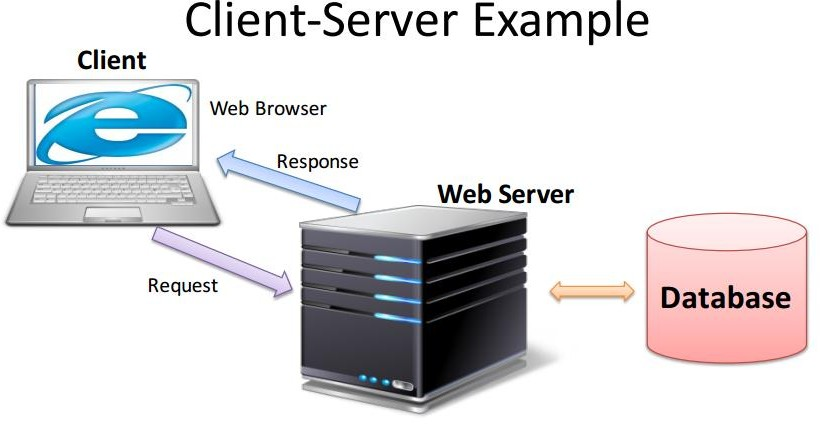 Client-Server Example
Client
Web Browser
Response
Web Server
Request
Database